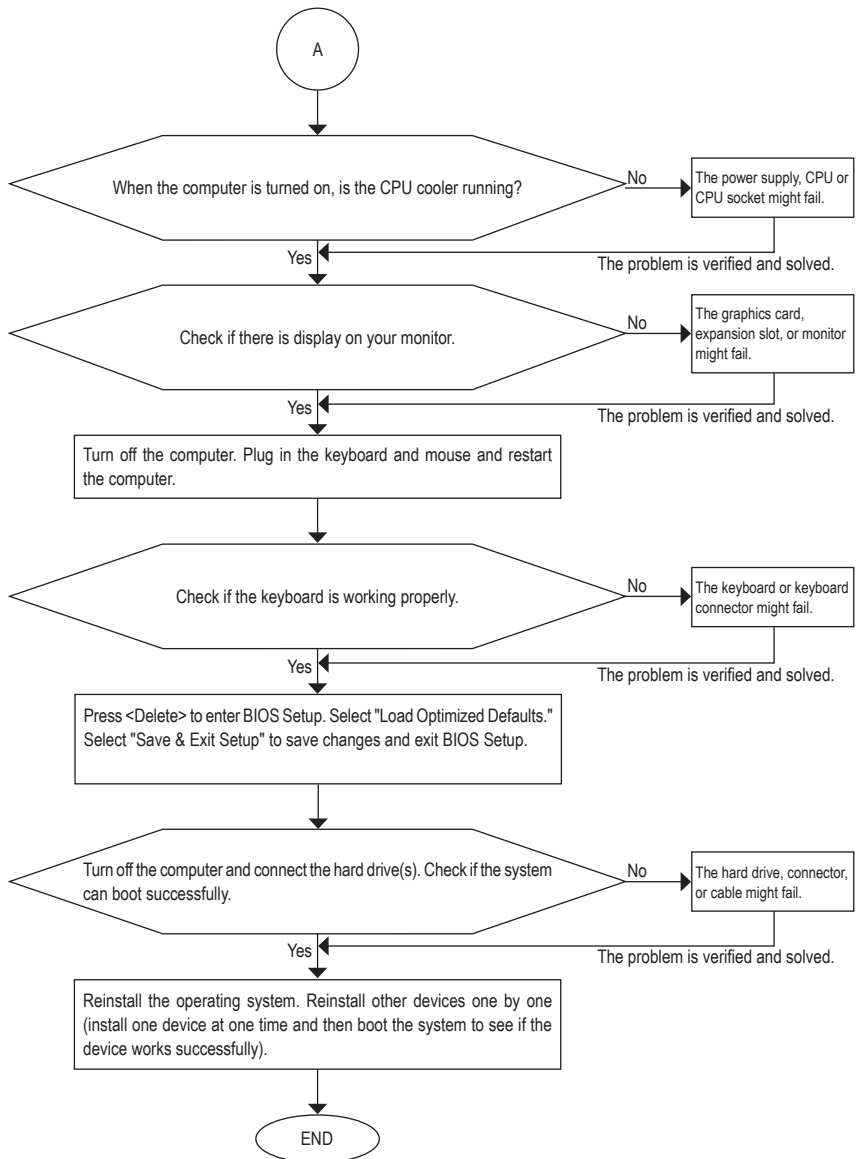 A
When the computer is turned on, is the CPU cooler running?
No
The power supply, CPU or
CPU socket might fail.
Yes
The problem is verified and solved.
Check if there is display on your monitor.
No
The graphics card,
expansion slot, or monitor
might fail.
Yes
The problem is verified and solved.
Turn off the computer. Plug in the keyboard and mouse and restart
the computer.
Check if the keyboard is working properly.
No
The keyboard or keyboard
connector might fail.
Yes
The problem is verified and solved.
Press <Delete> to enter BIOS Setup. Select "Load Optimized Defaults."
Select "Save & Exit Setup" to save changes and exit BIOS Setup.
Turn off the computer and connect the hard drive(s). Check if the system
can boot successfully.
No
The hard drive, connector,
or cable might fail.
Yes
The problem is verified and solved.
Reinstall the operating system. Reinstall other devices one by one
(install one device at one time and then boot the system to see if the
device works successfully).
END